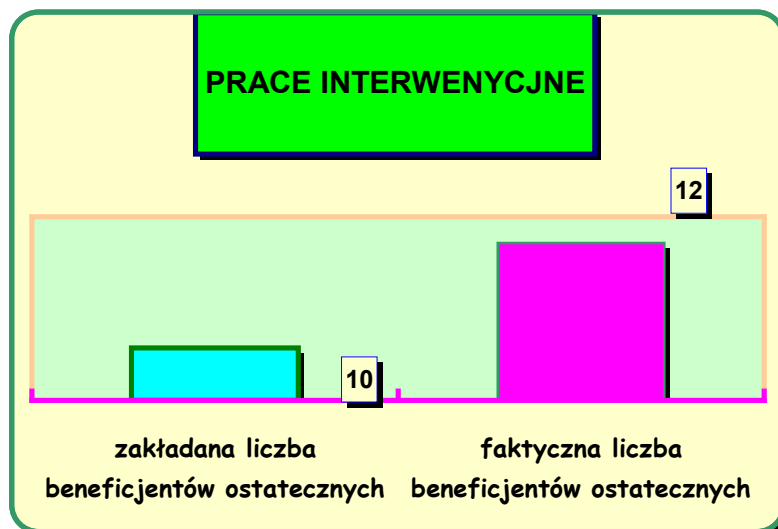 PRACE INTERWENYCJNE
12
10
zakładana liczba
beneficjentów ostatecznych
faktyczna liczba
beneficjentów ostatecznych